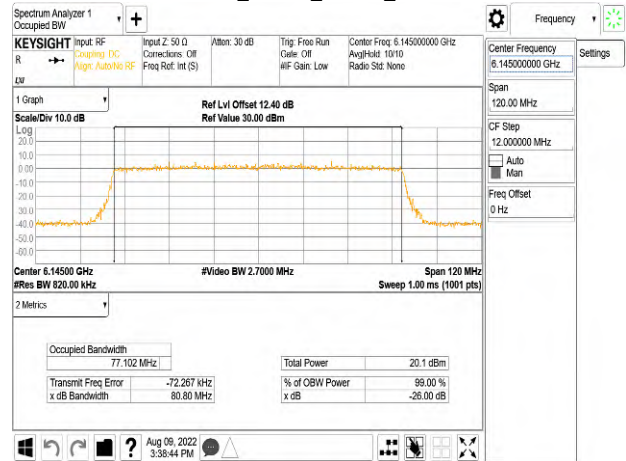 Spectrum Analyzer 1
Occupied BW
+
Frequency
KEYSIGHT
R
LXI
Input: RF
Coupling: DC
Align: Auto/No RF
Input Z: 50 Ω
Corrections: Off
Freq Ref: Int (S)
Atten: 30 dB
Trig: Free Run
Gate: Off
#IF Gain: Low
Center Freq: 6.145000000 GHz
Avg|Hold: 10/10
Radio Std: None
Center Frequency
6.145000000 GHz
Settings
Span
120.00 MHz
CF Step
12.000000 MHz
Auto
Man
Freq Offset
0 Hz
1 Graph
Scale/Div 10.0 dB
Ref Lvl Offset 12.40 dB
Ref Value 30.00 dBm
Log
20.0
10.0
0.00
-10.0
-20.0
-30.0
-40.0
-50.0
-60.0
Center 6.14500 GHz
#Res BW 820.00 kHz
#Video BW 2.7000 MHz
Span 120 MHz
Sweep 1.00 ms (1001 pts)
2 Metrics
Occupied Bandwidth
77.102 MHz
Transmit Freq Error -72.267 kHz
x dB Bandwidth 80.80 MHz
Total Power 20.1 dBm
% of OBW Power 99.00 %
x dB -26.00 dB
?
Aug 09, 2022
3:38:44 PM